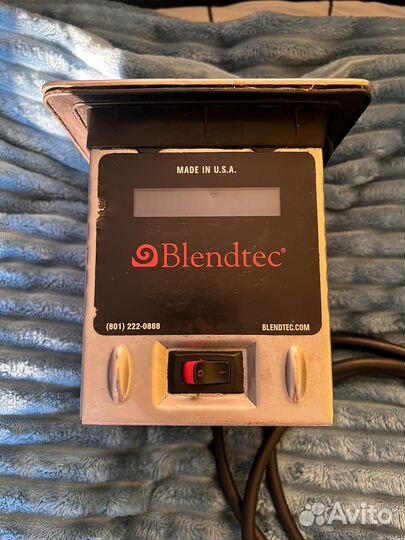 MADE IN U.S.A.
Blendtec®
(801) 222-0888
BLENDTEC.COM
Avito